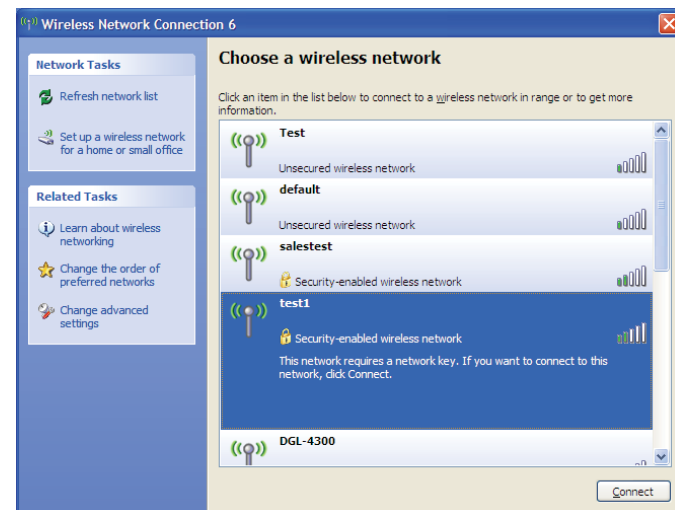 Wireless Network Connection 6
Network Tasks
Refresh network list
Set up a wireless network
for a home or small office
Related Tasks
Learn about wireless
networking
Change the order of
preferred networks
Change advanced
settings
Choose a wireless network
Click an item in the list below to connect to a wireless network in range or to get more
information.
Test
Unsecured wireless network
default
Unsecured wireless network
salestest
Security-enabled wireless network
test1
Security-enabled wireless network
This network requires a network key. If you want to connect to this
network, click Connect.
DGL-4300
Connect